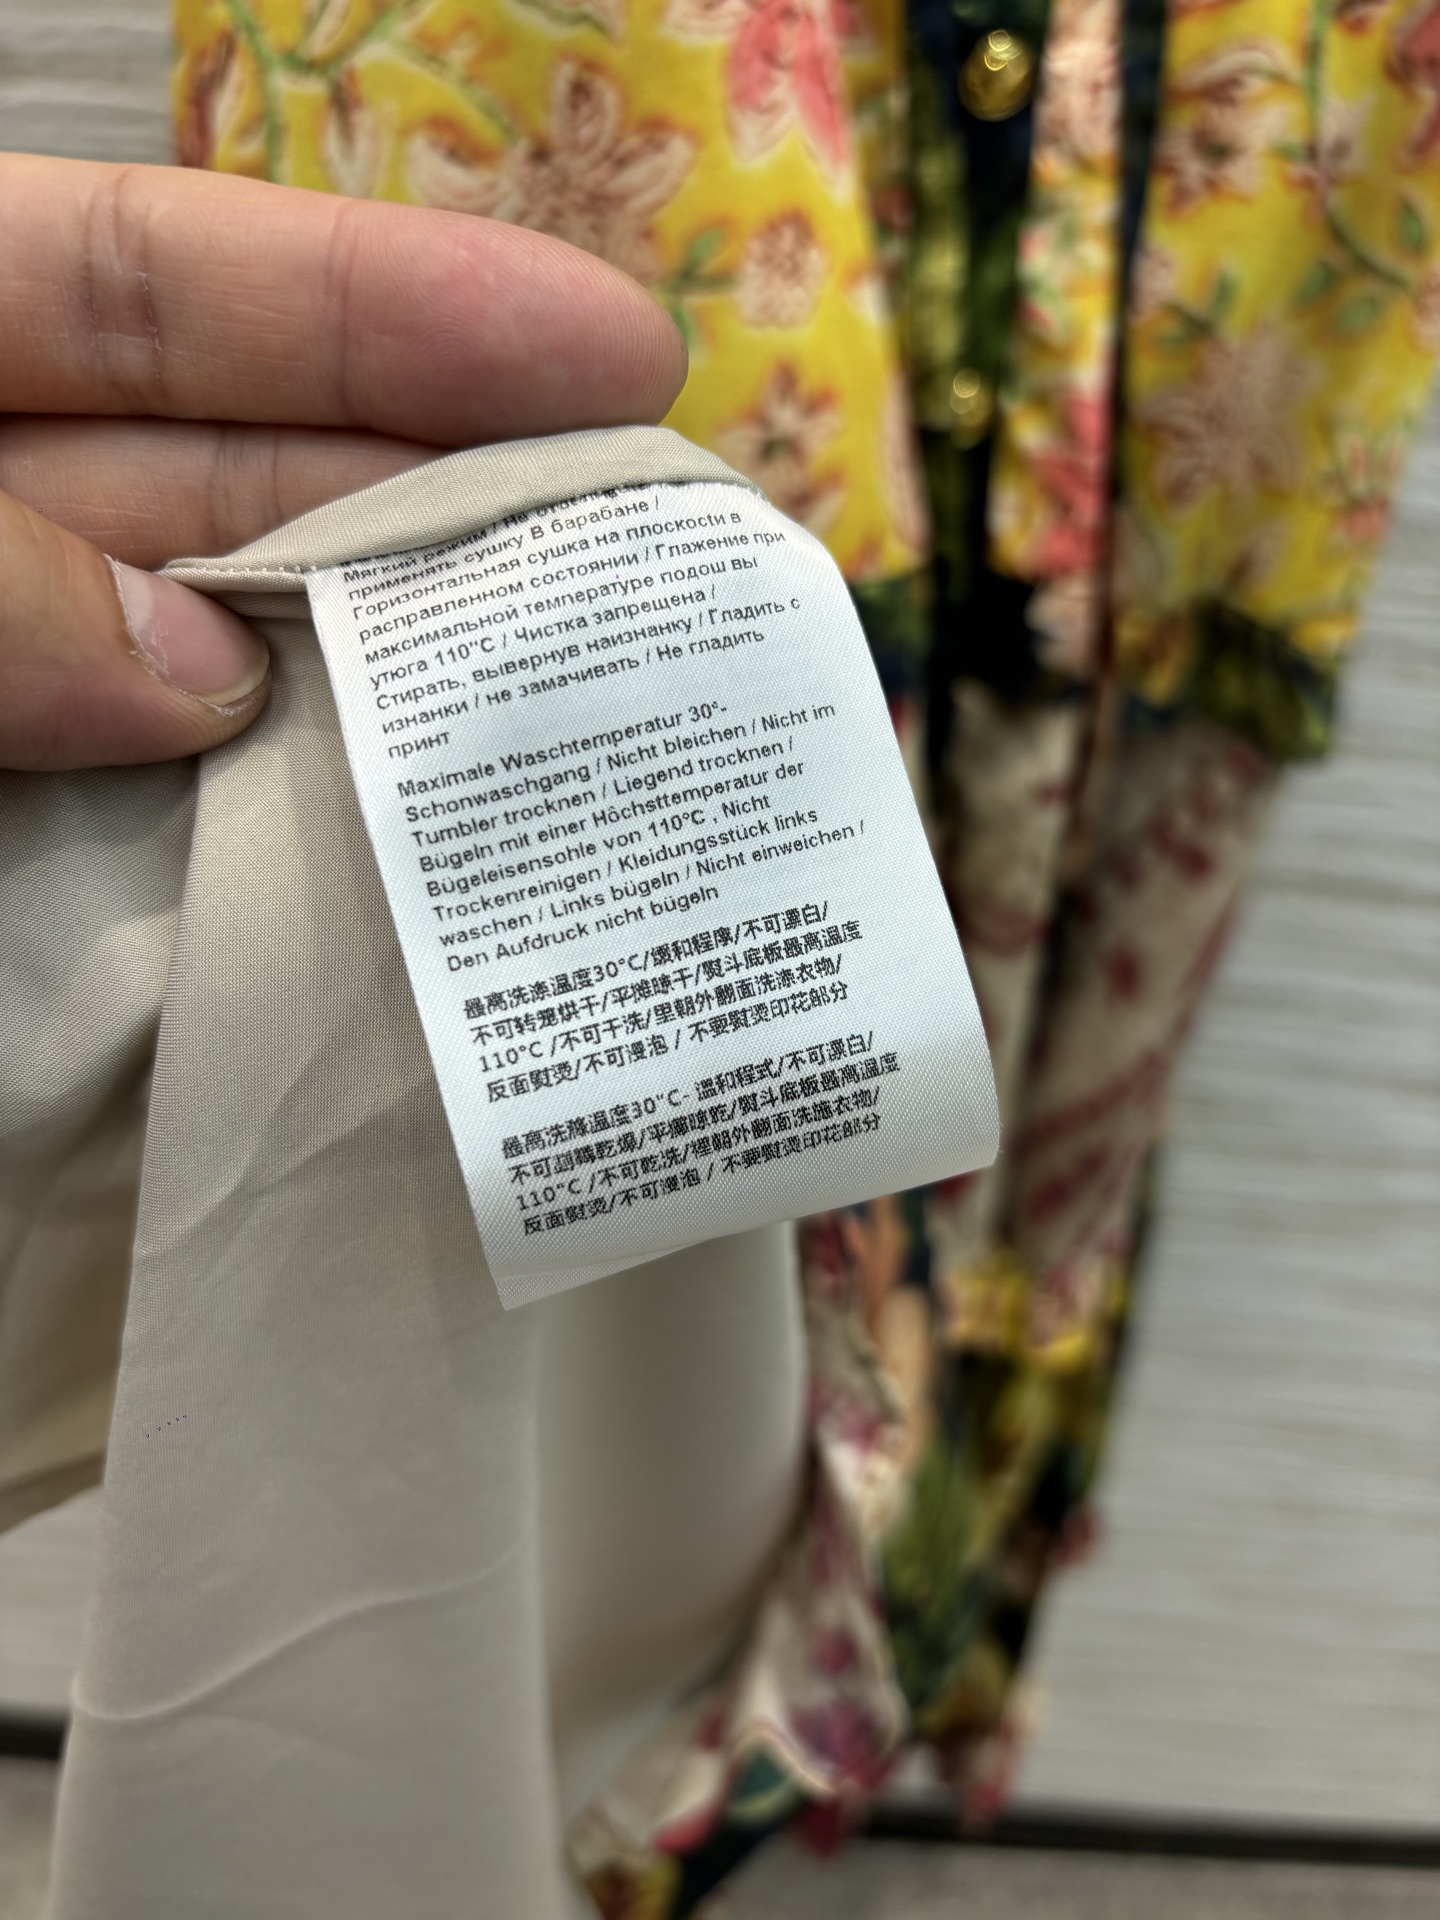 Мягкий режим / Не отбеливать
применять сушку В барабане /
Горизонтальная сушка на плоскости в
расправленном состоянии / Глажение при
максимальной температуре подош вы
утюга 110°C / Чистка запрещена /
Стирать, вывернув наизнанку / Гладить с
изнанки / не замачивать / Не гладить
принт
Maximale Waschtemperatur 30°-
Schonwaschgang / Nicht bleichen / Nicht im
Tumbler trocknen / Liegend trocknen /
Bügeln mit einer Höchsttemperatur der
Bügeleisensohle von 110°C , Nicht
Trockenreinigen / Kleidungsstück links
waschen / Links bügeln / Nicht einweichen /
Den Aufdruck nicht bügeln
最高洗涤温度30°C/缓和程序/不可漂白/
不可转笼烘干/平摊晾干/熨斗底板最高温度
110°C /不可干洗/里朝外翻面洗涤衣物/
反面熨烫/不可浸泡 / 不要熨烫印花部分
最高洗滌温度30°C- 溫和程式/不可漂白/
不可翻轉乾燥/平攤晾乾/熨斗底板最高溫度
110°C /不可乾洗/裡朝外翻面洗施衣物/
反面熨烫/不可浸泡 / 不要熨烫印花部分